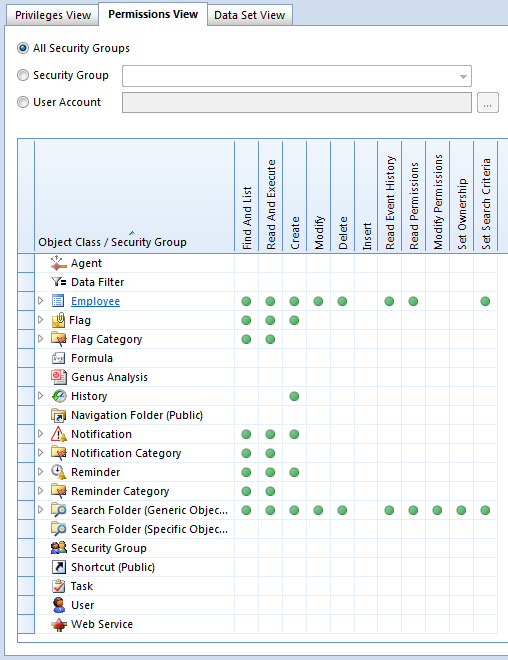 Privileges View
Permissions View
Data Set View
All Security Groups
Security Group
User Account
...
Object Class / Security Group
Find And List
Read And Execute
Create
Modify
Delete
Insert
Read Event History
Read Permissions
Modify Permissions
Set Ownership
Set Search Criteria
Agent
Data Filter
Employee
Flag
Flag Category
Formula
Genus Analysis
History
Navigation Folder (Public)
Notification
Notification Category
Reminder
Reminder Category
Search Folder (Generic Objec...
Search Folder (Specific Objec...
Security Group
Shortcut (Public)
Task
User
Web Service